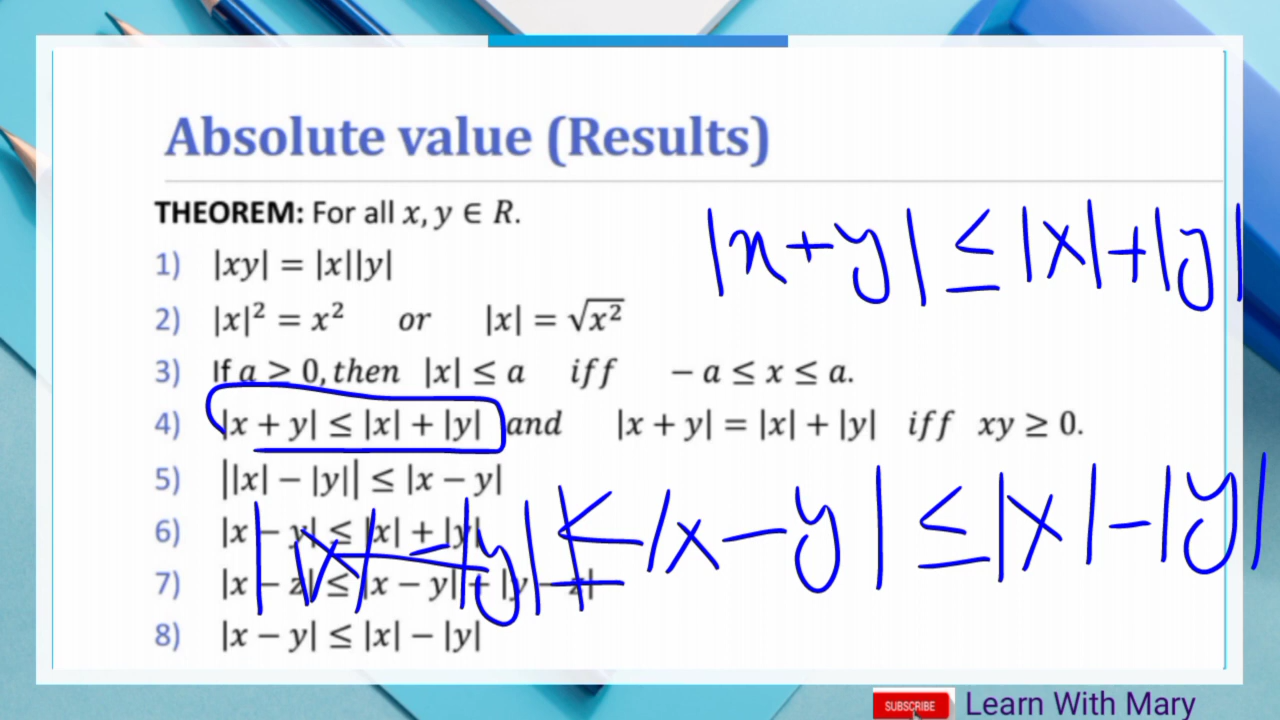 Absolute value (Results)
THEOREM: For all x, y ∈ R.
|x+y| ≤ |x|+|y|
1) |xy| = |x||y|
2) |x|² = x² or |x| = √x²
3) If a > 0, then |x| ≤ a iff − a ≤ x ≤ a.
4) |x + y| ≤ |x| + |y| and |x + y| = |x| + |y| iff xy ≥ 0.
5) ||x| − |y|| ≤ |x − y|
||x|-|y|| ≤ |x-y| ≤ |x|-|y|
6) |x − y| ≤ |x| + |y|
7) |x − z| ≤ |x − y| + |y − z|
8) |x − y| ≤ |x| − |y|
SUBSCRIBE Learn With Mary